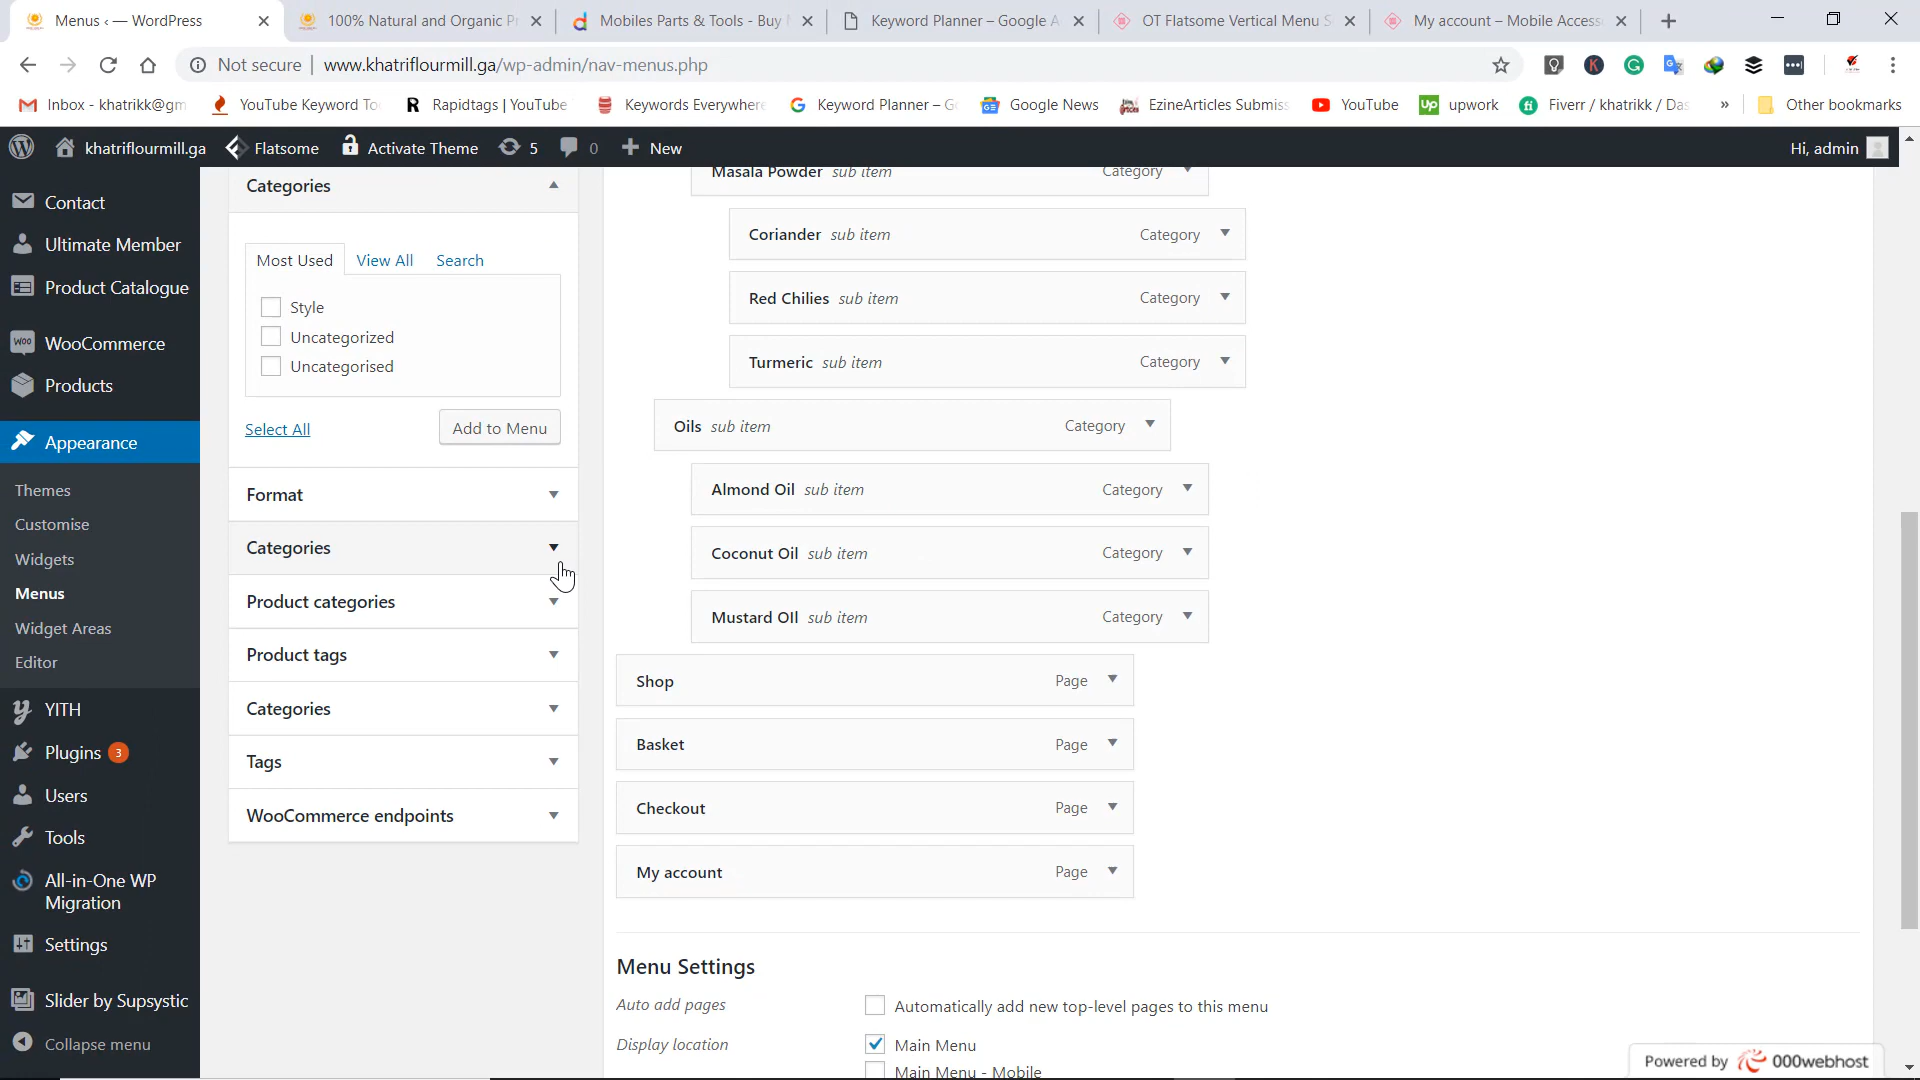 Menus ‹ — WordPress
100% Natural and Organic Pr
Mobiles Parts & Tools - Buy
Keyword Planner – Google A
OT Flatsome Vertical Menu S
My account – Mobile Access
Not secure
www.khatriflourmill.ga/wp-admin/nav-menus.php
Inbox - khatrikk@gm
YouTube Keyword To
Rapidtags | YouTube
Keywords Everywhere
Keyword Planner – G
Google News
EzineArticles Submiss
YouTube
upwork
Fiverr / khatrikk / Das
»
Other bookmarks
khatriflourmill.ga
Flatsome
Activate Theme
5
0
New
Hi, admin
Contact
Ultimate Member
Product Catalogue
WooCommerce
Products
Appearance
Themes
Customise
Widgets
Menus
Widget Areas
Editor
YITH
Plugins 3
Users
Tools
All-in-One WP
Migration
Settings
Slider by Supsystic
Collapse menu
Categories
Most Used
View All
Search
Style
Uncategorized
Uncategorised
Select All
Add to Menu
Format
Categories
Product categories
Product tags
Categories
Tags
WooCommerce endpoints
Masala Powder sub item Category
Coriander sub item Category
Red Chilies sub item Category
Turmeric sub item Category
Oils sub item Category
Almond Oil sub item Category
Coconut Oil sub item Category
Mustard OIl sub item Category
Shop Page
Basket Page
Checkout Page
My account Page
Menu Settings
Auto add pages
Automatically add new top-level pages to this menu
Display location
Main Menu
Main Menu - Mobile
Powered by 000webhost